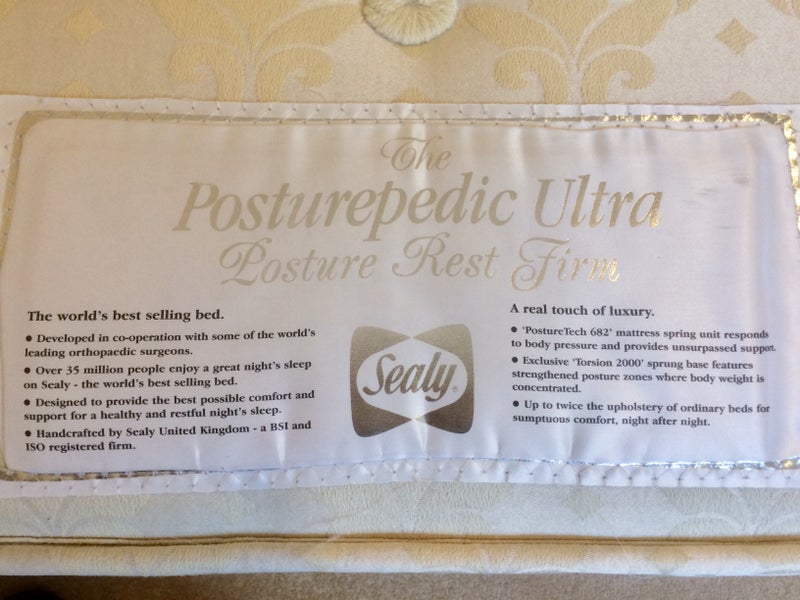 The
Posturepedic Ultra
Posture Rest Firm
The world's best selling bed.
• Developed in co-operation with some of the world's
leading orthopaedic surgeons.
• Over 35 million people enjoy a great night's sleep
on Sealy - the world's best selling bed.
• Designed to provide the best possible comfort and
support for a healthy and restful night's sleep.
• Handcrafted by Sealy United Kingdom - a BSI and
ISO registered firm.
Sealy®
A real touch of luxury.
• 'PostureTech 682' mattress spring unit responds
to body pressure and provides unsurpassed support.
• Exclusive 'Torsion 2000' sprung base features
strengthened posture zones where body weight is
concentrated.
• Up to twice the upholstery of ordinary beds for
sumptuous comfort, night after night.